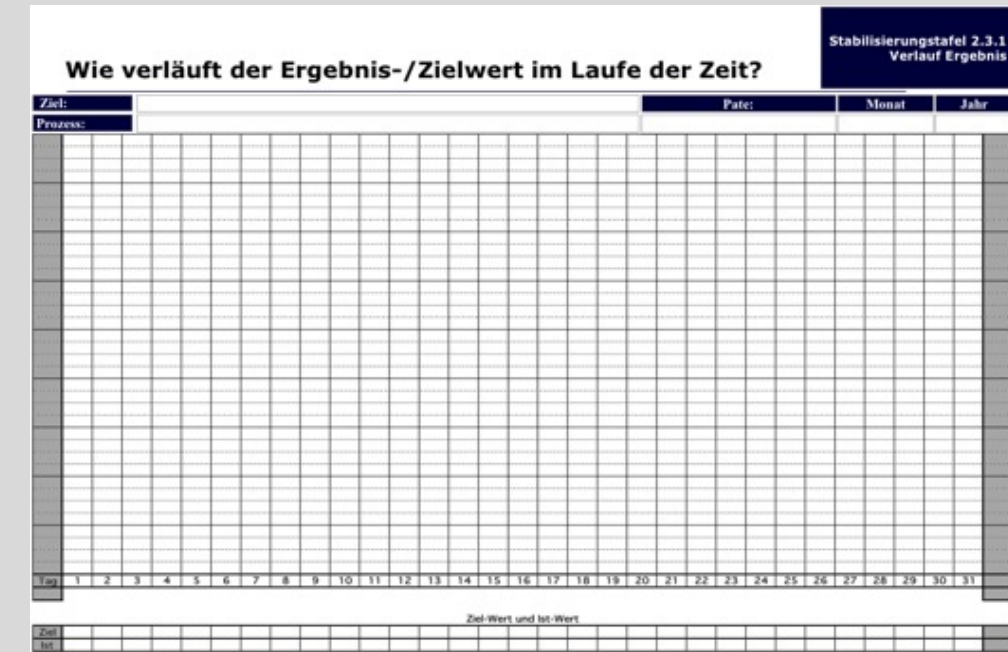 Stabilisierungstafel 2.3.1
Verlauf Ergebnis
Wie verläuft der Ergebnis-/Zielwert im Laufe der Zeit?
Ziel: Pate: Monat Jahr
Prozess:
Tag 1 2 3 4 5 6 7 8 9 10 11 12 13 14 15 16 17 18 19 20 21 22 23 24 25 26 27 28 29 30 31
Ziel-Wert und Ist-Wert
Ziel
Ist